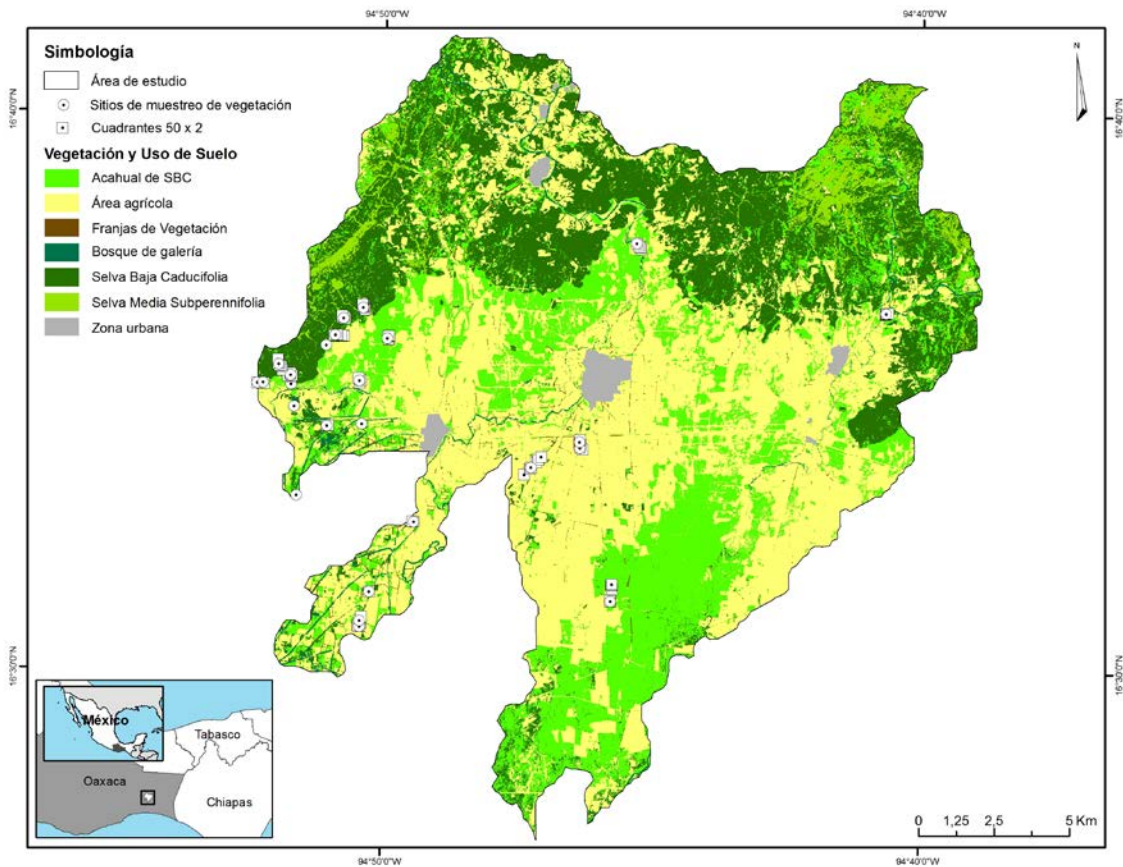 94°50'0"W
94°40'0"W
Simbología
Área de estudio
Sitios de muestreo de vegetación
Cuadrantes 50 x 2
Vegetación y Uso de Suelo
Acahual de SBC
Área agrícola
Franjas de Vegetación
Bosque de galería
Selva Baja Caducifolia
Selva Media Subperennifolia
Zona urbana
N
16°40'0"N
16°40'0"N
16°30'0"N
16°30'0"N
México
Tabasco
Oaxaca
Chiapas
0 1,25 2,5 5 Km
94°50'0"W
94°40'0"W